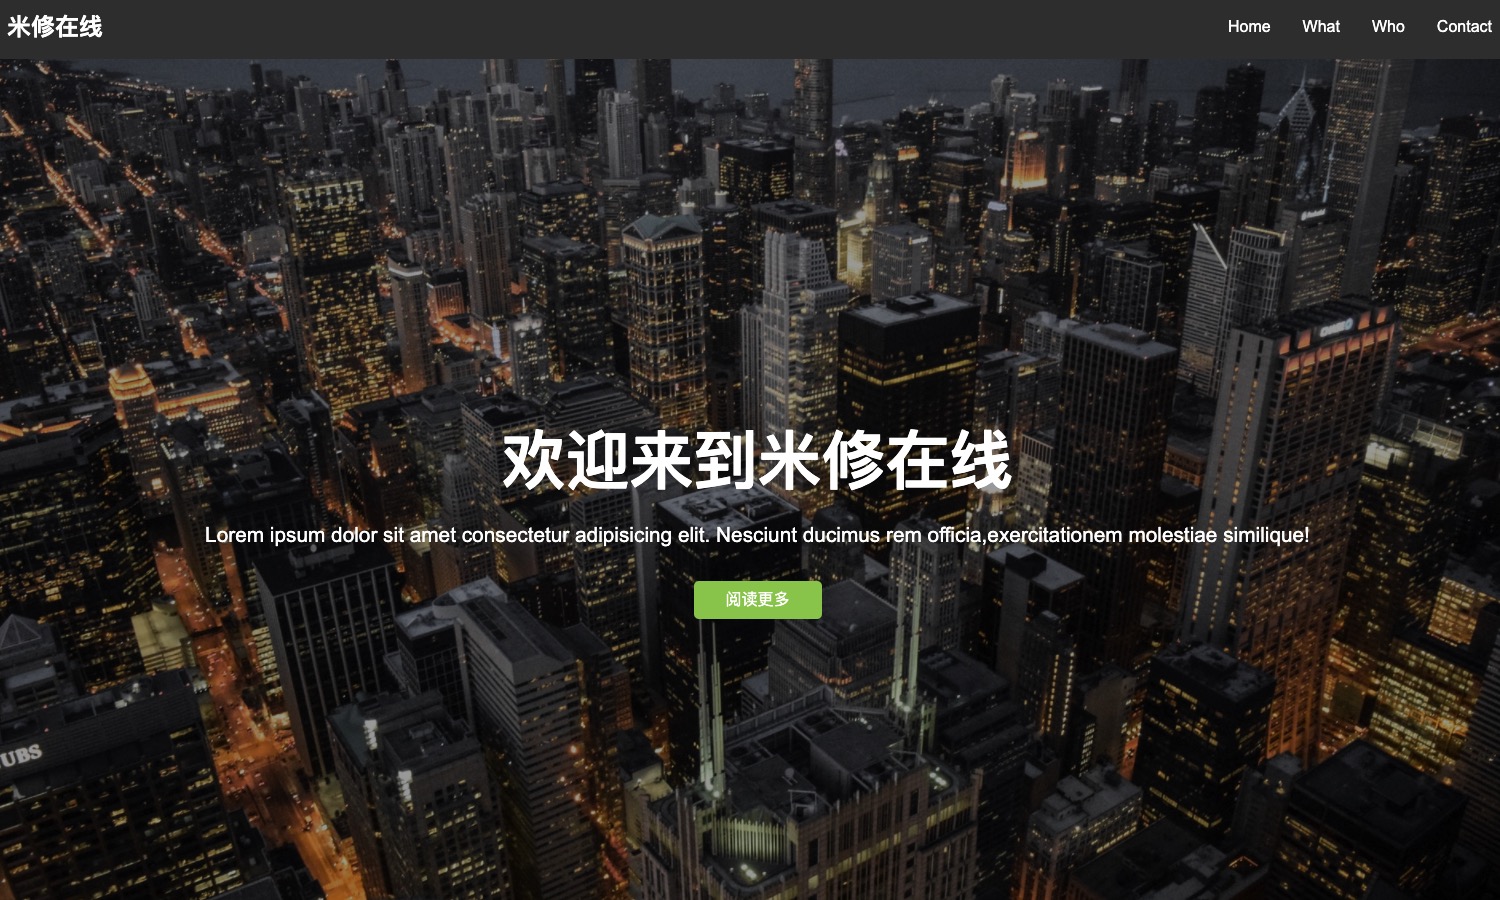 米修在线
Home What Who Contact
欢迎来到米修在线
Lorem ipsum dolor sit amet consectetur adipisicing elit. Nesciunt ducimus rem officia,exercitationem molestiae similique!
阅读更多
UBS